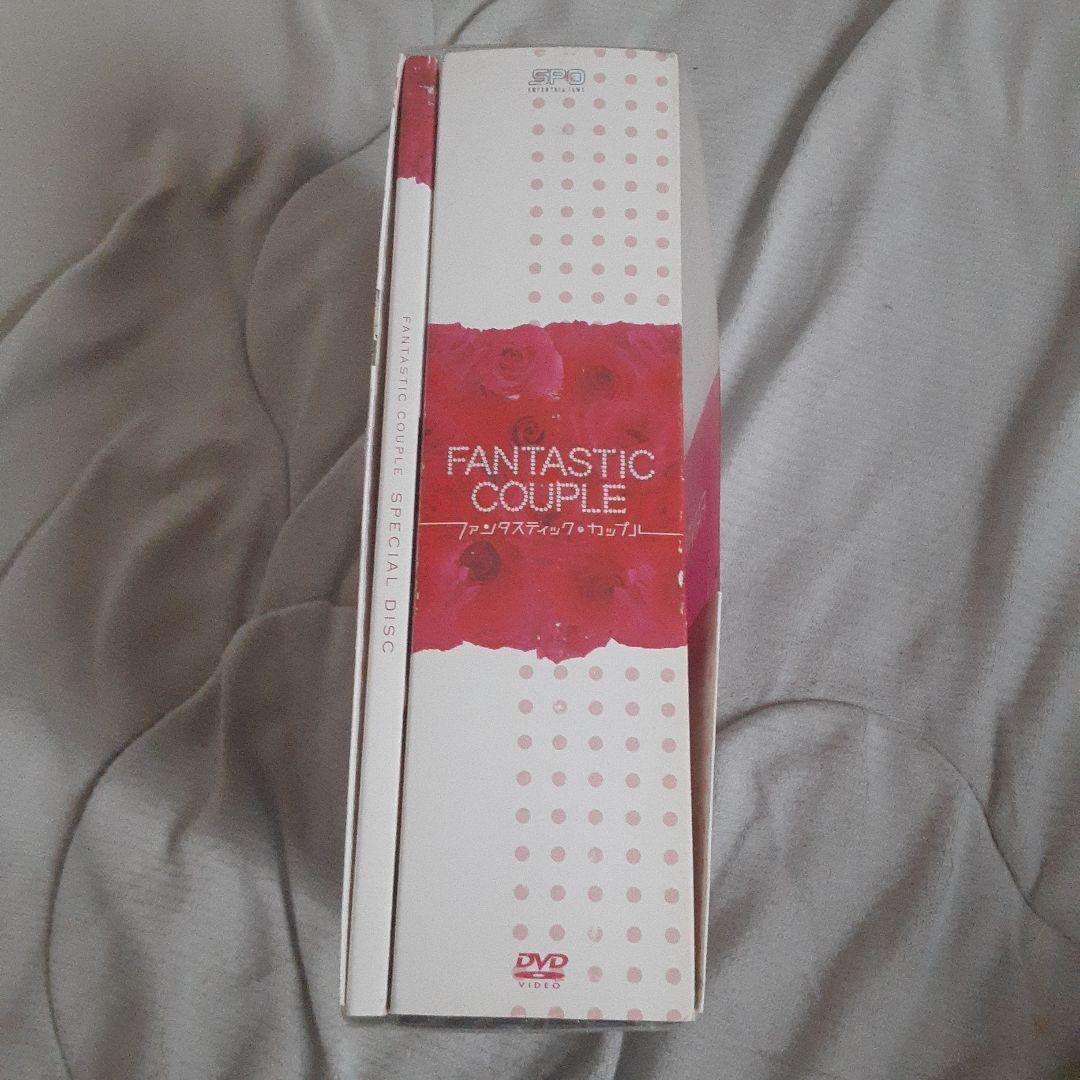 FANTASTIC COUPLE SPECIAL DISC
SPO
ENTERTAINMENT
FANTASTIC
COUPLE
ファンタスティック・カップル
DVD
VIDEO